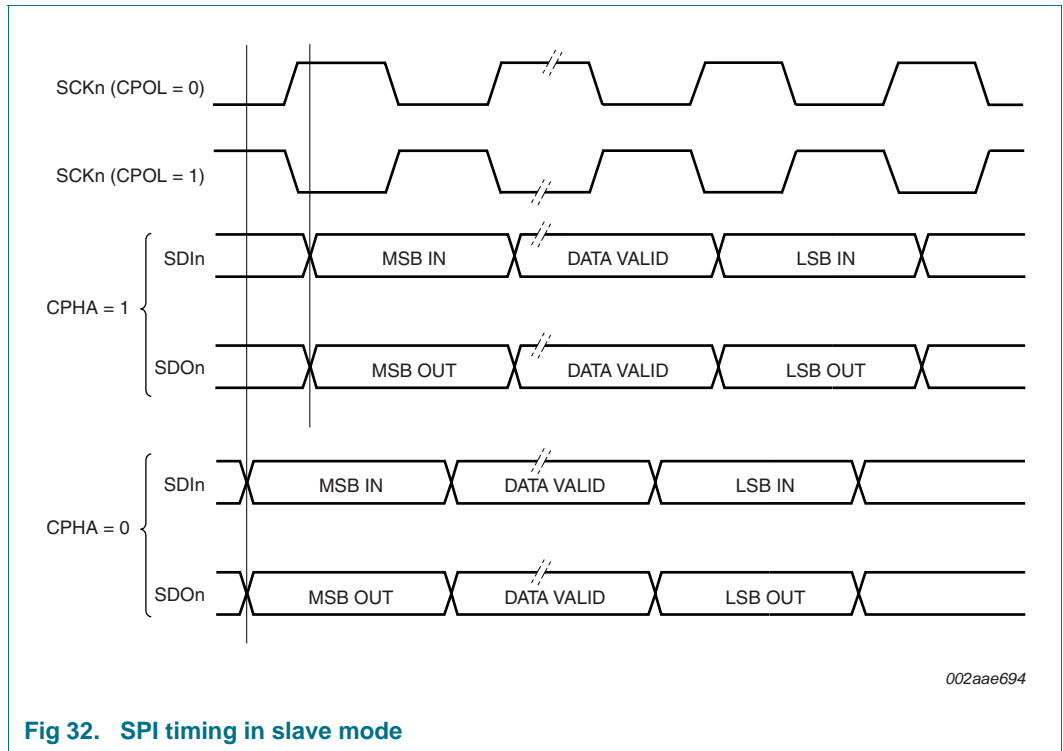 SCKn (CPOL = 0)
SCKn (CPOL = 1)
CPHA = 1
SDIn
MSB IN
DATA VALID
LSB IN
SDOn
MSB OUT
DATA VALID
LSB OUT
CPHA = 0
SDIn
MSB IN
DATA VALID
LSB IN
SDOn
MSB OUT
DATA VALID
LSB OUT
002aae694
Fig 32. SPI timing in slave mode